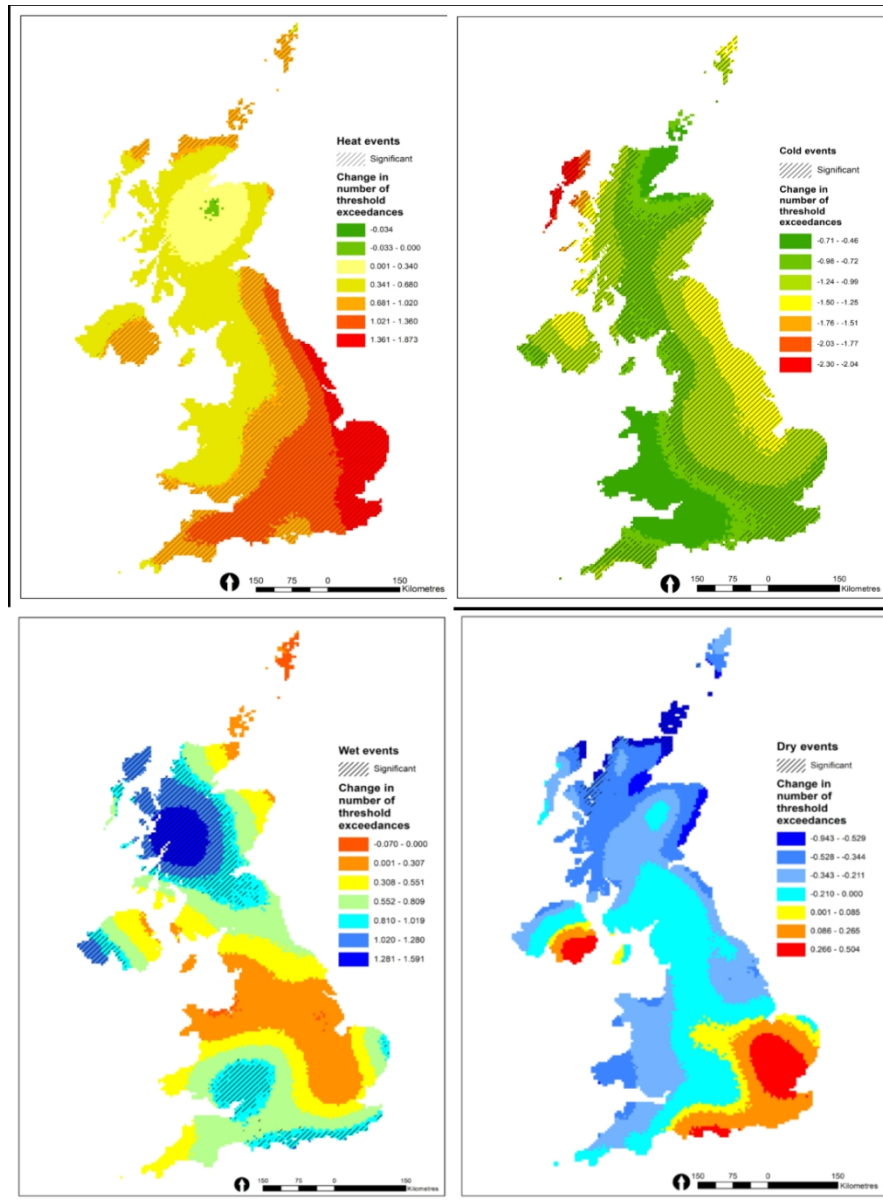 Heat events
Significant
Change in
number of
threshold
exceedances
-0.034
-0.033 - 0.000
0.001 - 0.340
0.341 - 0.680
0.681 - 1.020
1.021 - 1.360
1.361 - 1.873
150 75 0 150
Kilometres
Cold events
Significant
Change in
number of
threshold
exceedances
-0.71 - -0.46
-0.98 - -0.72
-1.24 - -0.99
-1.50 - -1.25
-1.76 - -1.51
-2.03 - -1.77
-2.30 - -2.04
150 75 0 150
Kilometres
Wet events
Significant
Change in
number of
threshold
exceedances
-0.070 - 0.000
0.001 - 0.307
0.308 - 0.551
0.552 - 0.809
0.810 - 1.019
1.020 - 1.280
1.281 - 1.591
150 75 0 150
Kilometres
Dry events
Significant
Change in
number of
threshold
exceedances
-0.943 - -0.529
-0.528 - -0.344
-0.343 - -0.211
-0.210 - 0.000
0.001 - 0.085
0.086 - 0.265
0.266 - 0.504
150 75 0 150
Kilometres